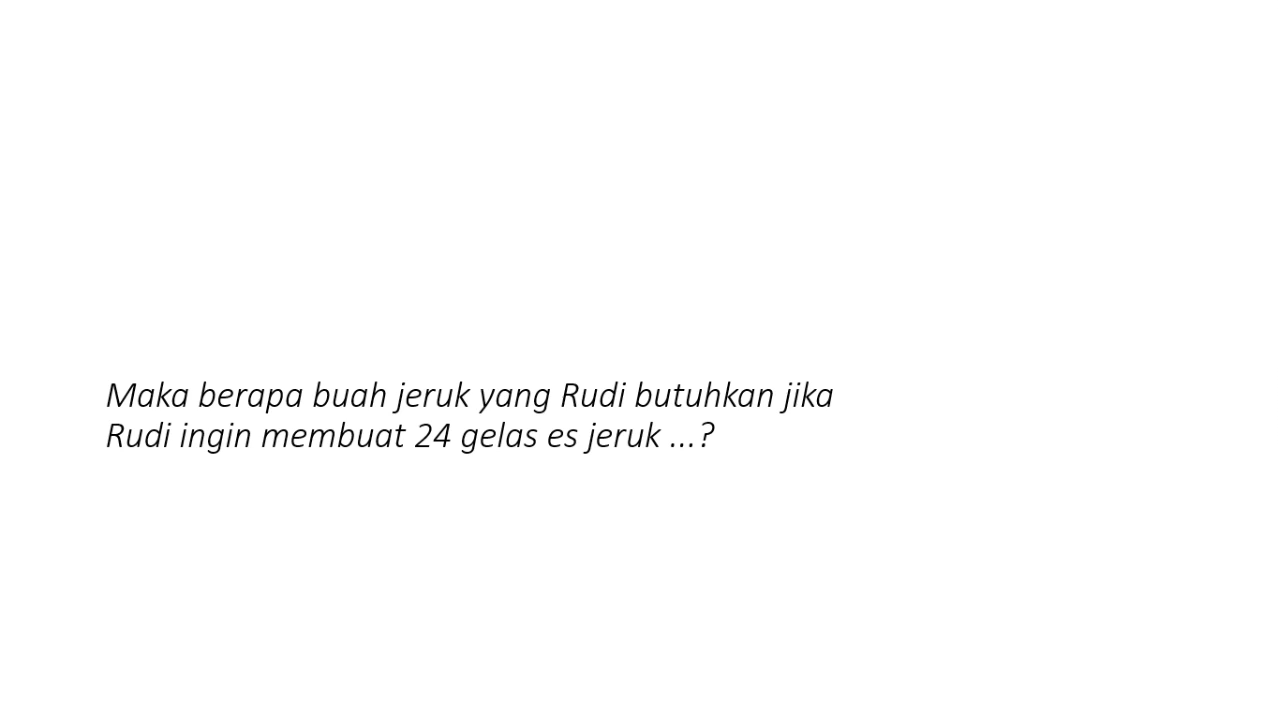 Maka berapa buah jeruk yang Rudi butuhkan jika
Rudi ingin membuat 24 gelas es jeruk ...?